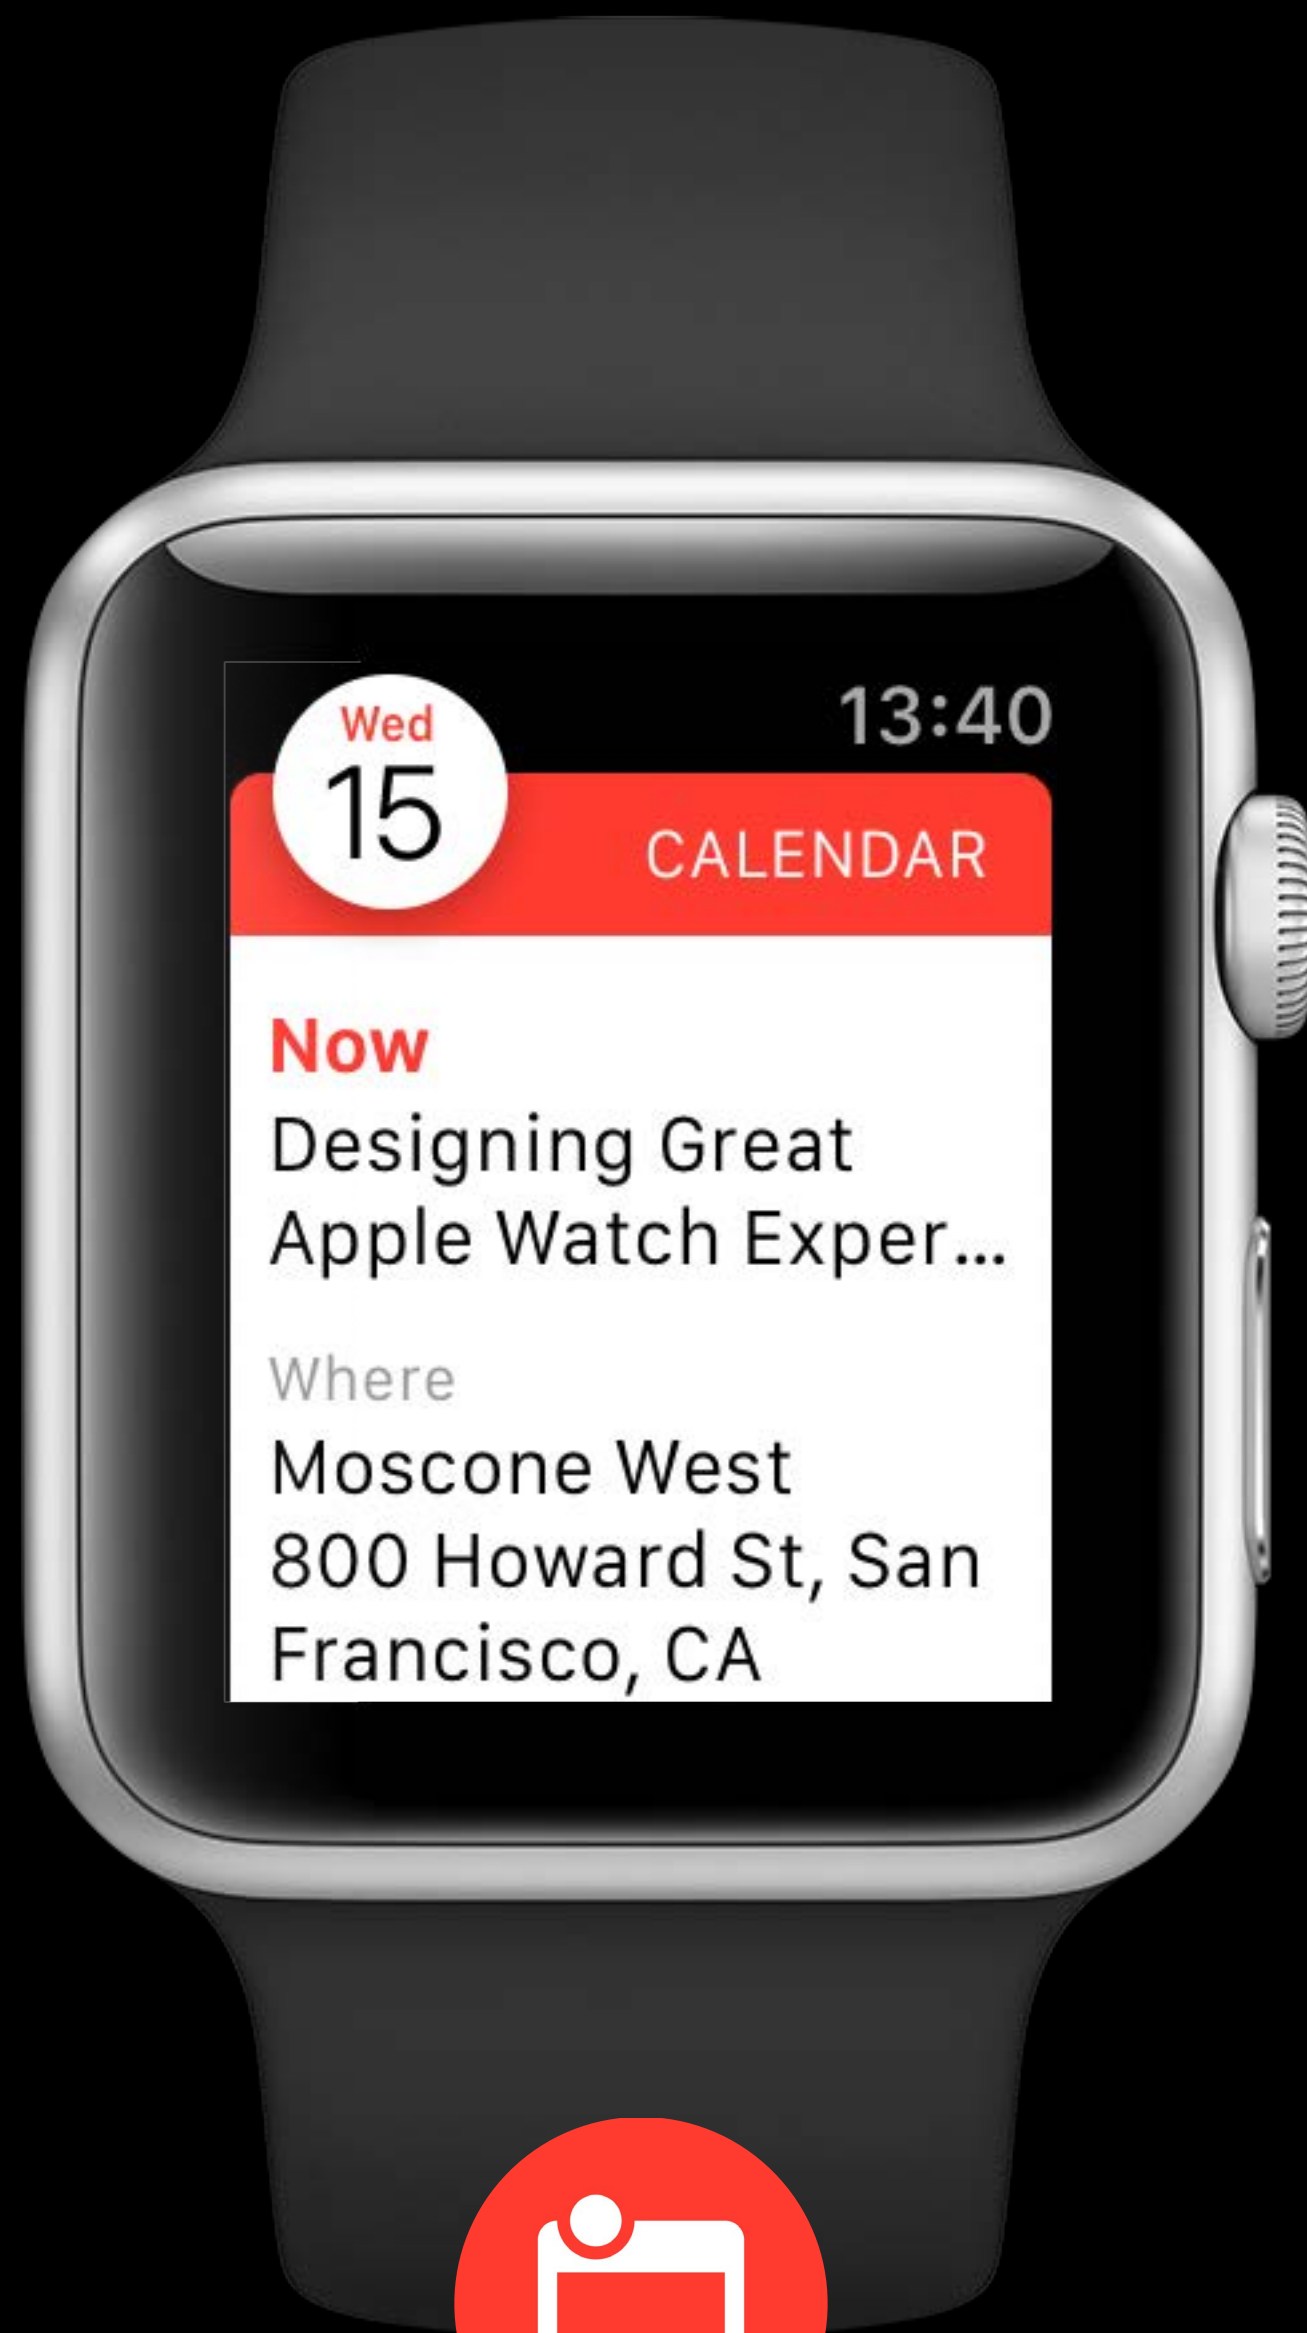 Wed
15
13:40
CALENDAR
Now
Designing Great
Apple Watch Exper...
Where
Moscone West
800 Howard St, San
Francisco, CA